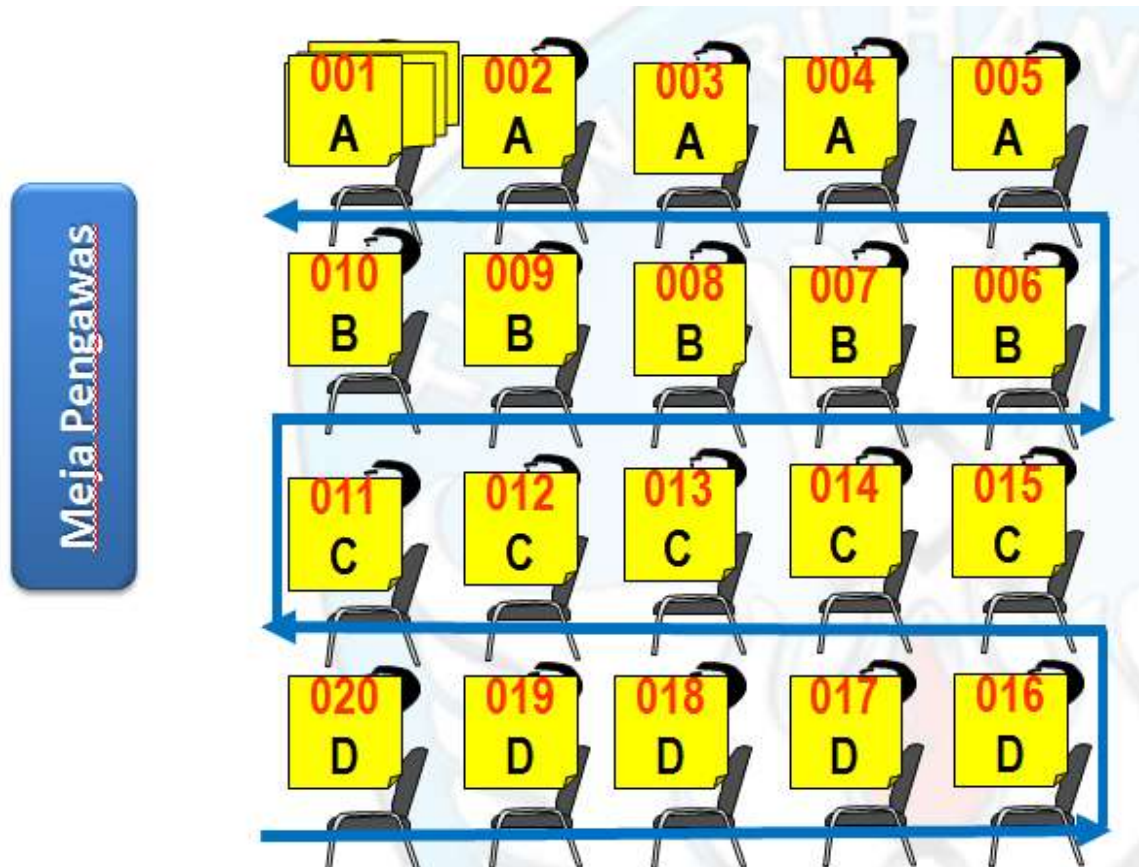 Meja Pengawas
001 002 003 004 005
A A A A A
010 009 008 007 006
B B B B B
011 012 013 014 015
C C C C C
020 019 018 017 016
D D D D D